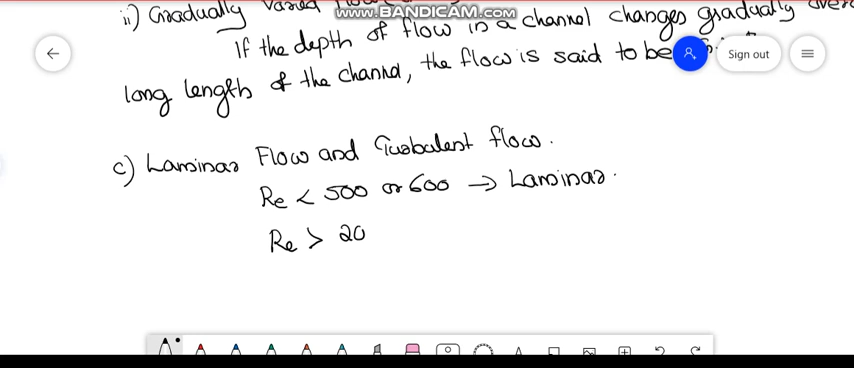 ii) Gradually Varied Flow
www.BANDICAM.com
If the depth of flow in a channel changes gradually over
long length of the channel, the flow is said to be
Sign out
c) Laminar Flow and Turbulent flow.
Re < 500 or 600 → Laminar.
Re > 20